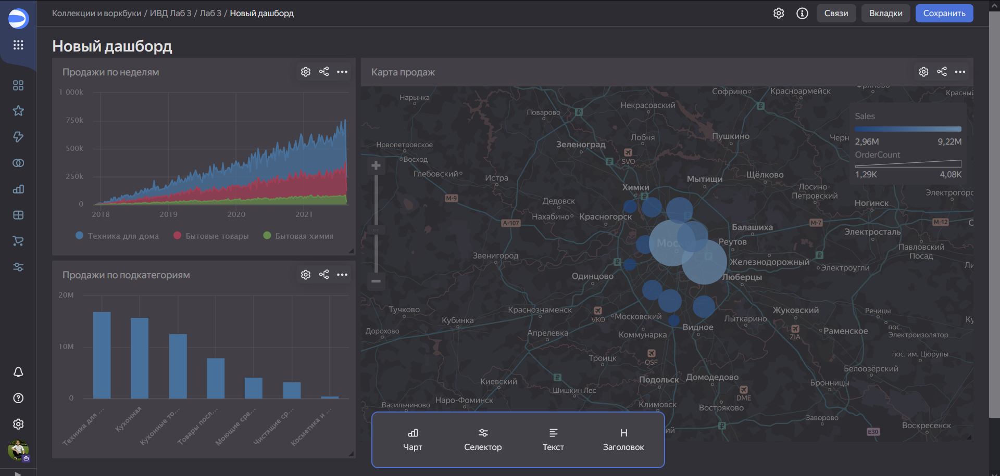 Коллекции и воркбуки / ИВД Лаб 3 / Лаб 3 / Новый дашборд
Связи
Вкладки
Сохранить
Новый дашборд
Продажи по неделям
1 000k
750k
500k
250k
0
2018
2019
2020
2021
Техника для дома
Бытовые товары
Бытовая химия
Продажи по подкатегориям
20M
10M
0
Техника для ...
Кухонная
Кухонные то...
Товары посл...
Моющие сре...
Чистящие ср...
Косметика и ...
Карта продаж
Sales
2,96M
9,22M
OrderCount
1,29K
4,08K
Софрино
Красноармейск
Нарынка
Некрасовский
Поварово
Пушкино
Лобня
Черн
Новопетровское
Зеленоград
SVO
Восход
Глебовский
Истра
Мытищи
Щёлково
Химки
Лосино-
Петровский
Электрогорс
M-9
Дедовск
Ногинск
Нахабино
Красногорск
A-107
M-7
M-12
Балашиха
Электросталь
Реутов
Павловский
Посад
Звенигород
Железнодорожный
Электроугли
Одинцово
Люберцы
Тучково
Краснознаменск
VKO
Московский
Жуковский
Речицы
Кубинка
Лыткарино
Дорохово
Апрелевка
Коммунарка
Видное
ZIA
Раменское
пос.
Электроизолятор
Троицк
OSF
пос. им. Цюрупы
Белоозёрский
Киевский
Шишкин Лес
Подольск
Домодедово
Бронницы
DME
Васильчиново
Наро-Фоминск
Климовск
Востряково
Заворово
E30
Воскресенск
Чарт
Селектор
Текст
H
Заголовок